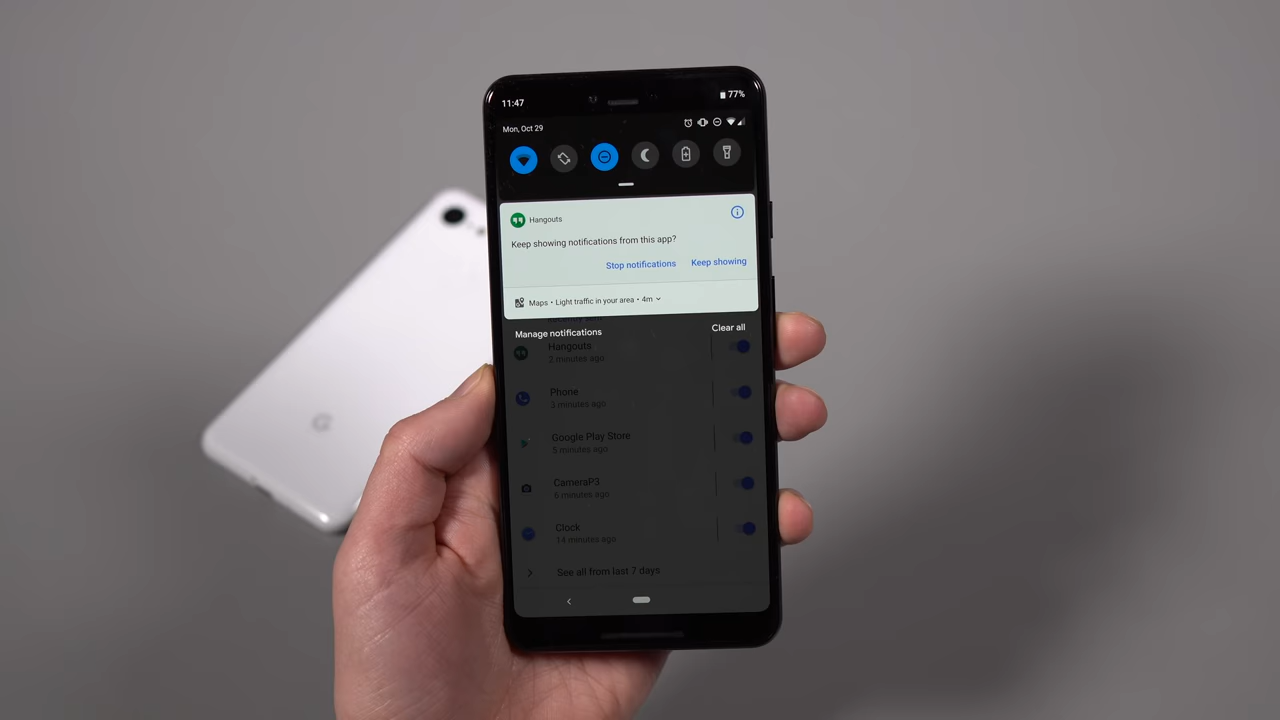 11:47
77%
Mon, Oct 29
Hangouts
Keep showing notifications from this app?
Stop notifications
Keep showing
Maps • Light traffic in your area • 4m
Manage notifications
Clear all
Hangouts
2 minutes ago
Phone
3 minutes ago
Google Play Store
5 minutes ago
CameraP3
6 minutes ago
Clock
14 minutes ago
See all from last 7 days
G